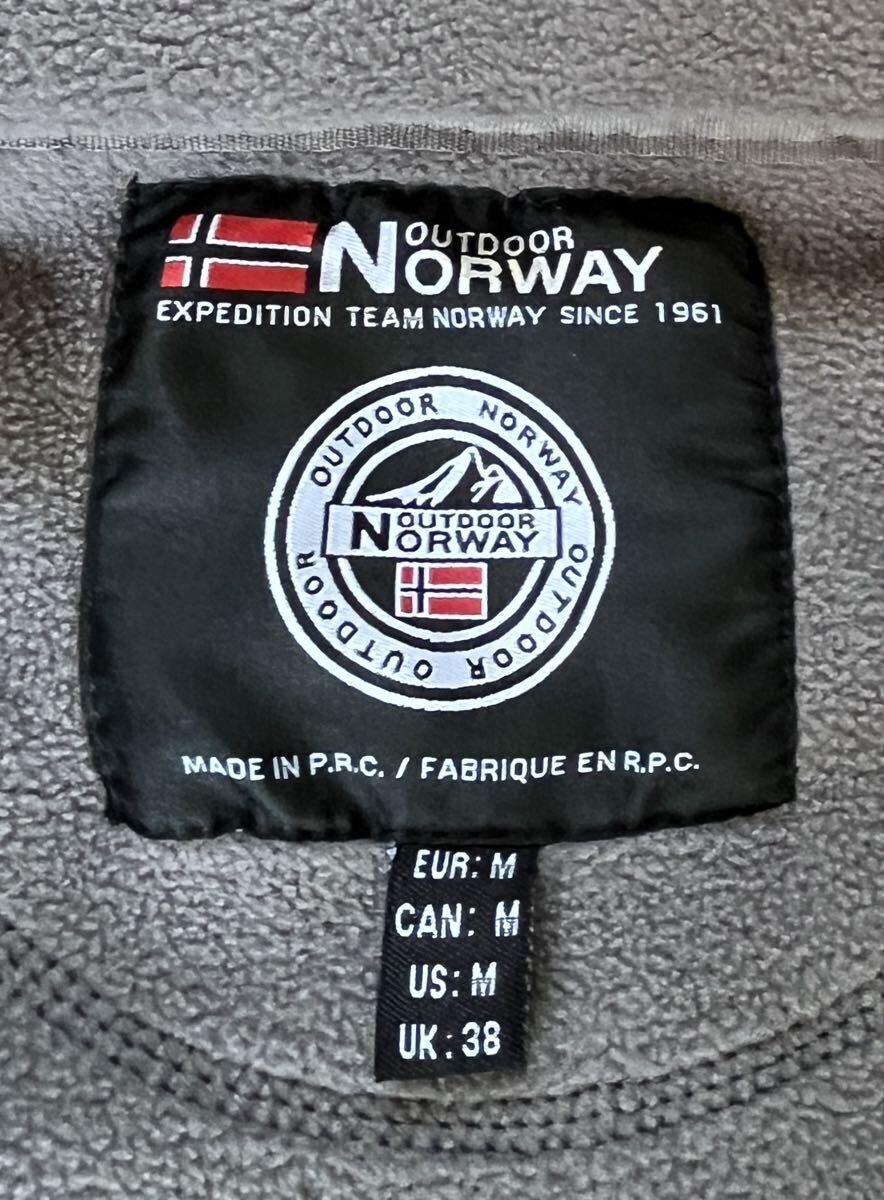 OUTDOOR
NORWAY
EXPEDITION TEAM NORWAY SINCE 1961
OUTDOOR NORWAY OUTDOOR OUTDOOR
OUTDOOR
NORWAY
MADE IN P.R.C. / FABRIQUE EN R.P.C.
EUR: M
CAN: M
US: M
UK: 38